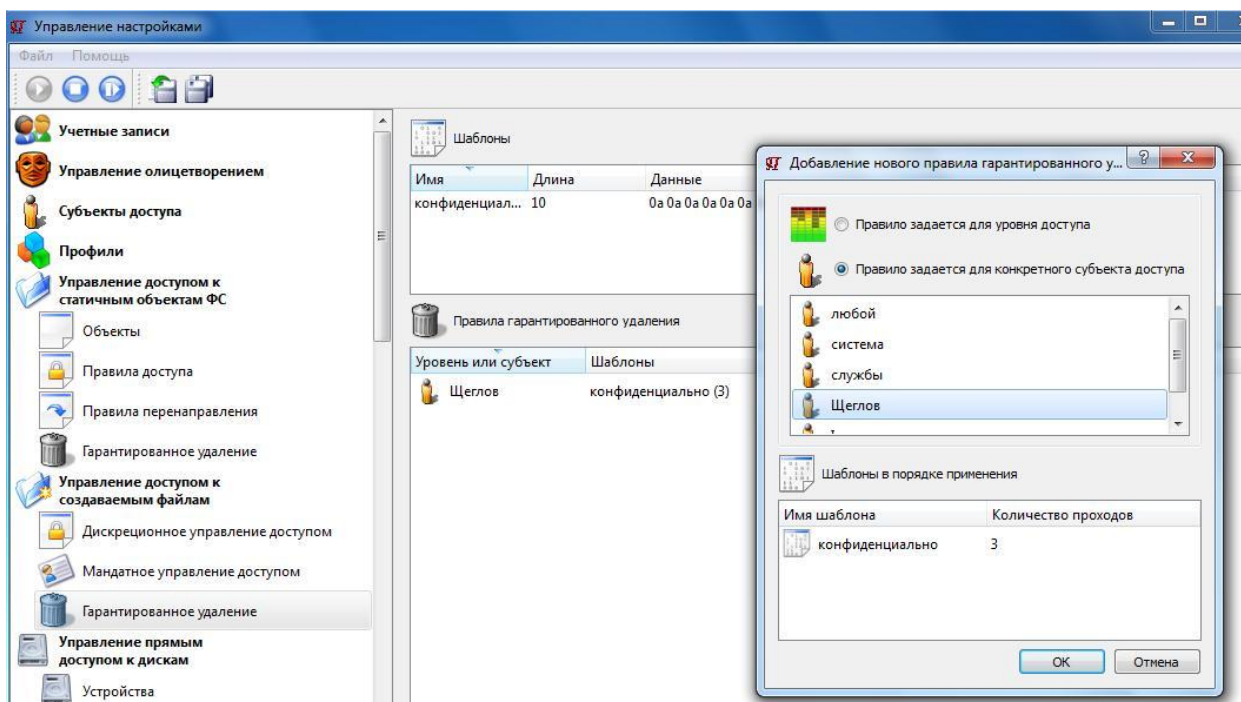 Управление настройками
Файл Помощь
Учетные записи
Управление олицетворением
Субъекты доступа
Профили
Управление доступом к
статичным объектам ФС
Объекты
Правила доступа
Правила перенаправления
Гарантированное удаление
Управление доступом к
создаваемым файлам
Дискреционное управление доступом
Мандатное управление доступом
Гарантированное удаление
Управление прямым
доступом к дискам
Устройства
Шаблоны
Имя Длина Данные
конфиденциал... 10 0a 0a 0a 0a 0a 0a
Правила гарантированного удаления
Уровень или субъект Шаблоны
Щеглов конфиденциально (3)
Добавление нового правила гарантированного у...
Правило задается для уровня доступа
Правило задается для конкретного субъекта доступа
любой
система
службы
Щеглов
Шаблоны в порядке применения
Имя шаблона Количество проходов
конфиденциально 3
ОК Отмена